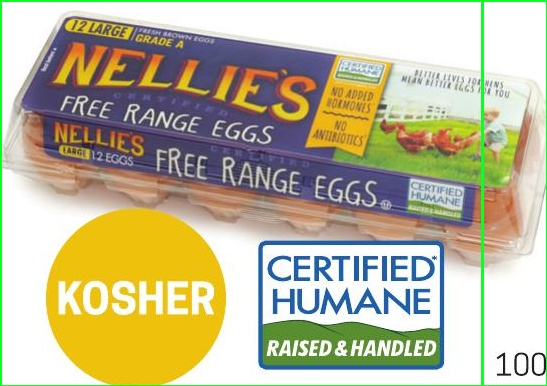 12 LARGE
FRESH BROWN EGGS
GRADE A
NELLIE'S
CERTIFIED
FREE RANGE EGGS
CERTIFIED
HUMANE
RAISED & HANDLED
NO ADDED
HORMONES
NO
ANTIBIOTICS
BETTER LIVES FOR HENS
MEAN BETTER EGGS FOR YOU
NELLIE'S
LARGE 12 EGGS
CERTIFIED
FREE RANGE EGGS
CERTIFIED
HUMANE
RAISED & HANDLED
KOSHER
CERTIFIED
HUMANE
RAISED & HANDLED
100